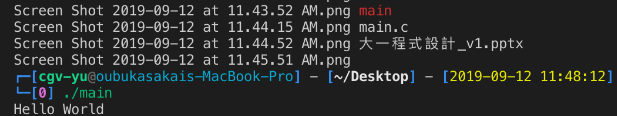 Screen Shot 2019-09-12 at 11.43.52 AM.png main
Screen Shot 2019-09-12 at 11.44.15 AM.png main.c
Screen Shot 2019-09-12 at 11.44.52 AM.png 大一程式設計_v1.pptx
Screen Shot 2019-09-12 at 11.45.51 AM.png
┌─[cgv-yu@oubukasakais-MacBook-Pro] - [~/Desktop] - [2019-09-12 11:48:12]
└─[0] ./main
Hello World